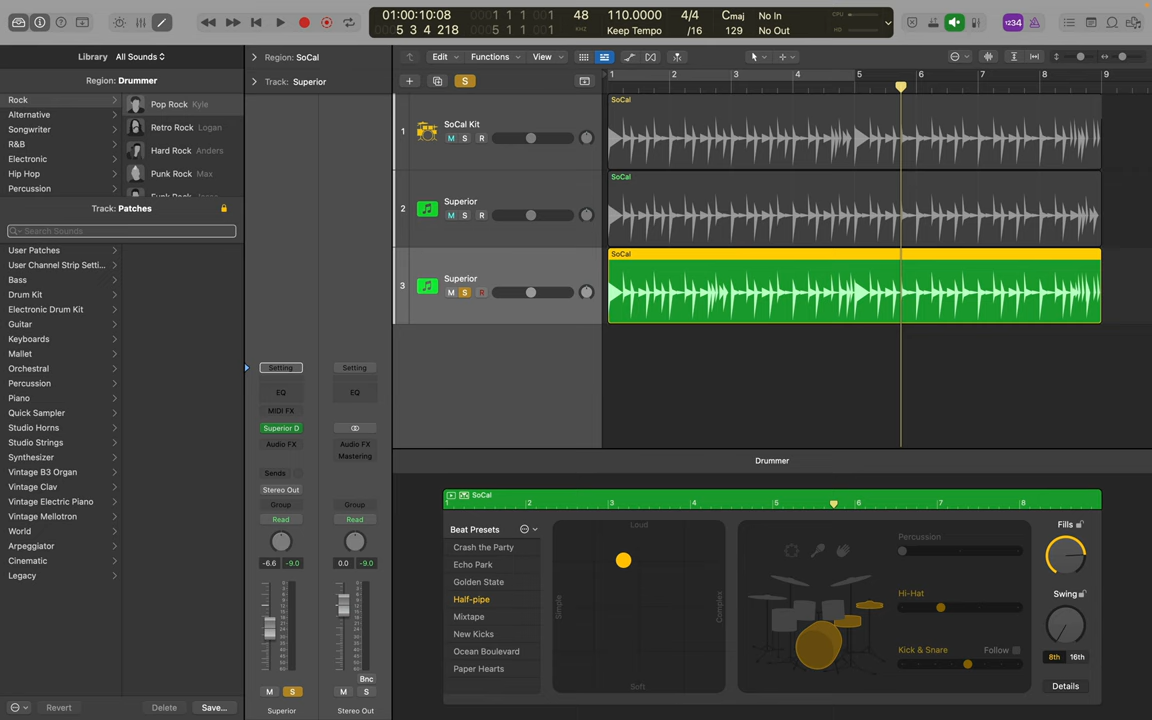 01:00:10:08
5 3 4 218
1 1 1 1
5 1 1 1
48
KHZ
110.0000
Keep Tempo
4/4
/16
Cmaj
129
No In
No Out
CPU
HD
1234
Library All Sounds
Region: Drummer
Rock
Alternative
Songwriter
R&B
Electronic
Hip Hop
Percussion
Pop Rock Kyle
Retro Rock Logan
Hard Rock Anders
Punk Rock Max
Track: Patches
Search Sounds
User Patches
User Channel Strip Setti...
Bass
Drum Kit
Electronic Drum Kit
Guitar
Keyboards
Mallet
Orchestral
Percussion
Piano
Quick Sampler
Studio Horns
Studio Strings
Synthesizer
Vintage B3 Organ
Vintage Clav
Vintage Electric Piano
Vintage Mellotron
World
Arpeggiator
Cinematic
Legacy
Revert
Delete
Save...
Region: SoCal
Track: Superior
Setting
EQ
MIDI FX
Superior D
Audio FX
Sends
Stereo Out
Group
Read
-6.6 -9.0
M S
Superior
Setting
EQ
Audio FX
Mastering
Group
Read
0.0 -9.0
Bnc
M S
Stereo Out
Edit
Functions
View
S
1 2 3 4 5 6 7 8 9
1
SoCal Kit
M S R
SoCal
2
Superior
M S R
SoCal
3
Superior
M S R
SoCal
Drummer
SoCal
1 2 3 4 5 6 7 8
Beat Presets
Crash the Party
Echo Park
Golden State
Half-pipe
Mixtape
New Kicks
Ocean Boulevard
Paper Hearts
Loud
Simple
Complex
Soft
Percussion
Hi-Hat
Kick & Snare
Follow
Fills
Swing
8th 16th
Details